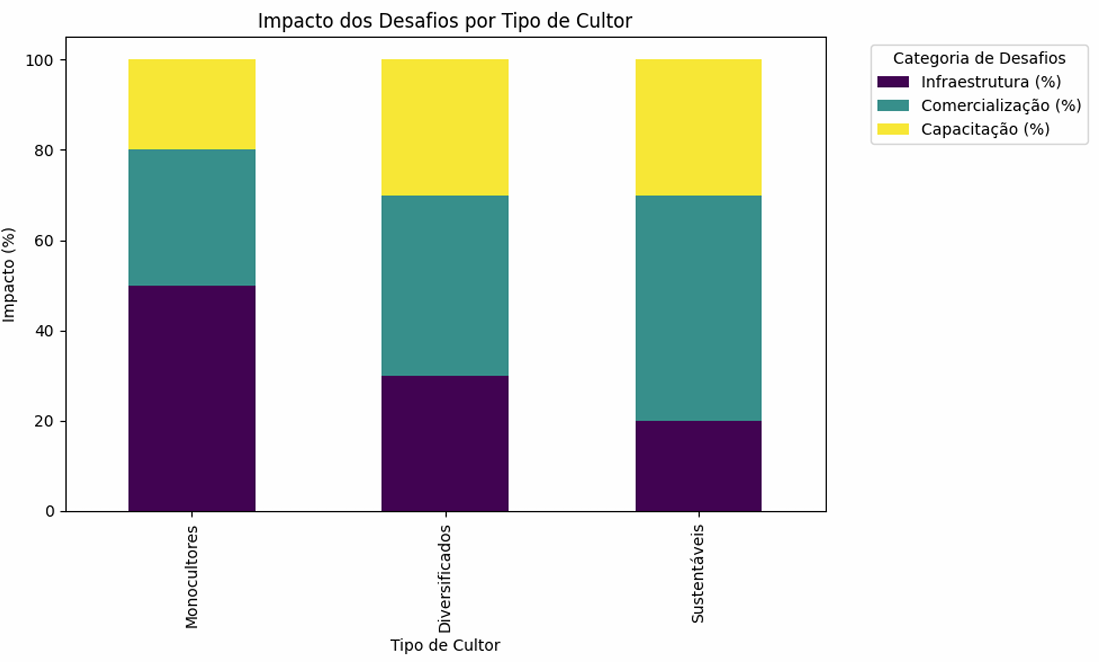 Impacto dos Desafios por Tipo de Cultor
Categoria de Desafios
Infraestrutura (%)
Comercialização (%)
Capacitação (%)
Impacto (%)
100
80
60
40
20
0
Monocultores
Diversificados
Sustentáveis
Tipo de Cultor